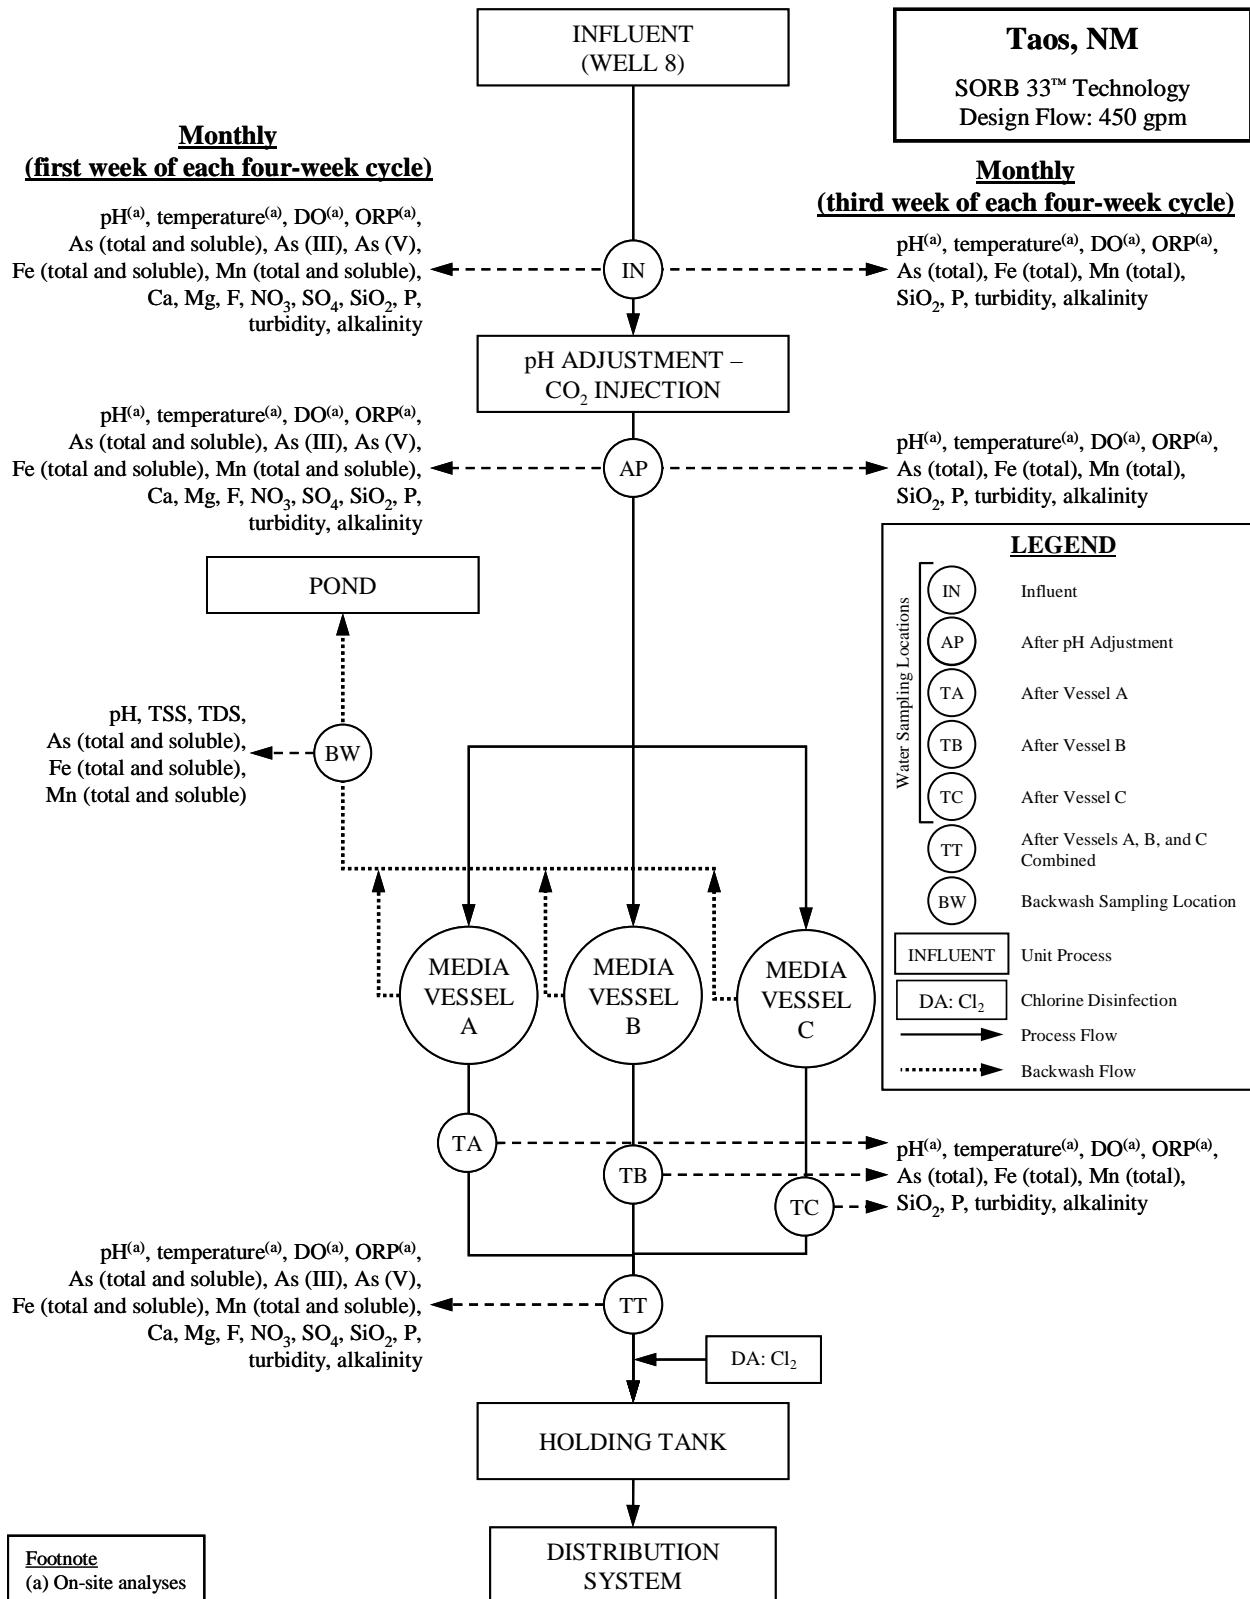 INFLUENT
(WELL 8)
Taos, NM
SORB 33™ Technology
Design Flow: 450 gpm
Monthly
(first week of each four-week cycle)
Monthly
(third week of each four-week cycle)
pH(a), temperature(a), DO(a), ORP(a),
As (total and soluble), As (III), As (V),
Fe (total and soluble), Mn (total and soluble),
Ca, Mg, F, NO3, SO4, SiO2, P,
turbidity, alkalinity
IN
pH(a), temperature(a), DO(a), ORP(a),
As (total), Fe (total), Mn (total),
SiO2, P, turbidity, alkalinity
pH ADJUSTMENT –
CO2 INJECTION
pH(a), temperature(a), DO(a), ORP(a),
As (total and soluble), As (III), As (V),
Fe (total and soluble), Mn (total and soluble),
Ca, Mg, F, NO3, SO4, SiO2, P,
turbidity, alkalinity
AP
pH(a), temperature(a), DO(a), ORP(a),
As (total), Fe (total), Mn (total),
SiO2, P, turbidity, alkalinity
POND
pH, TSS, TDS,
As (total and soluble),
Fe (total and soluble),
Mn (total and soluble)
BW
LEGEND
Water Sampling Locations
IN Influent
AP After pH Adjustment
TA After Vessel A
TB After Vessel B
TC After Vessel C
TT After Vessels A, B, and C
Combined
BW Backwash Sampling Location
INFLUENT Unit Process
DA: Cl2 Chlorine Disinfection
Process Flow
Backwash Flow
MEDIA
VESSEL
A
MEDIA
VESSEL
B
MEDIA
VESSEL
C
TA
TB
TC
pH(a), temperature(a), DO(a), ORP(a),
As (total), Fe (total), Mn (total),
SiO2, P, turbidity, alkalinity
pH(a), temperature(a), DO(a), ORP(a),
As (total and soluble), As (III), As (V),
Fe (total and soluble), Mn (total and soluble),
Ca, Mg, F, NO3, SO4, SiO2, P,
turbidity, alkalinity
TT
DA: Cl2
HOLDING TANK
DISTRIBUTION
SYSTEM
Footnote
(a) On-site analyses